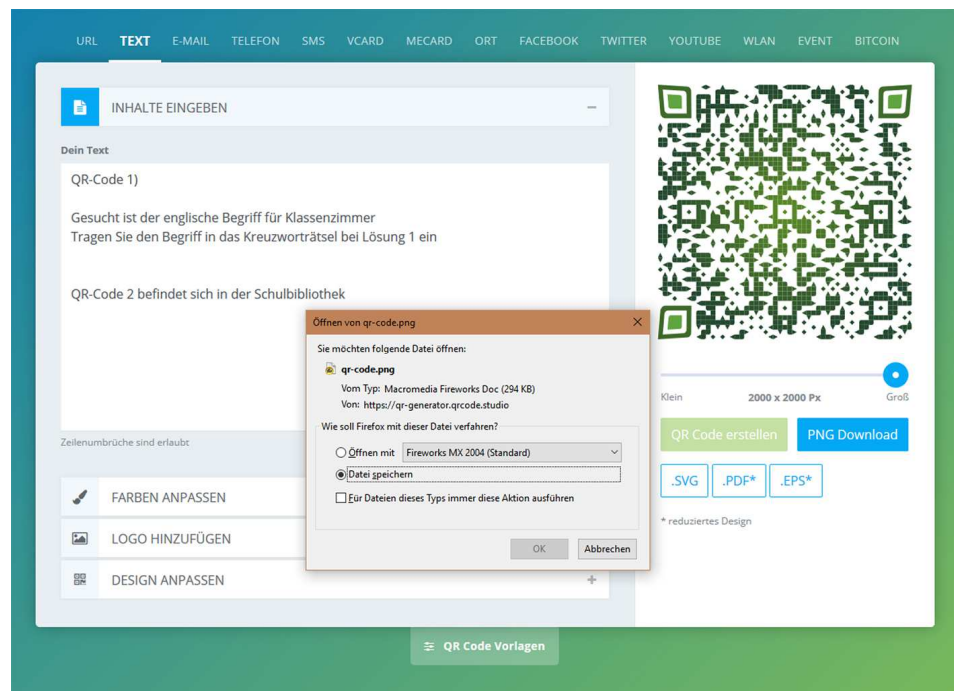 URL TEXT E-MAIL TELEFON SMS VCARD MECARD ORT FACEBOOK TWITTER YOUTUBE WLAN EVENT BITCOIN
INHALTE EINGEBEN
Dein Text
QR-Code 1)
Gesucht ist der englische Begriff für Klassenzimmer
Tragen Sie den Begriff in das Kreuzworträtsel bei Lösung 1 ein
QR-Code 2 befindet sich in der Schulbibliothek
Zeilenumbrüche sind erlaubt
FARBEN ANPASSEN
LOGO HINZUFÜGEN
DESIGN ANPASSEN
Öffnen von qr-code.png
Sie möchten folgende Datei öffnen:
qr-code.png
Vom Typ: Macromedia Fireworks Doc (294 KB)
Von: https://qr-generator.qrcode.studio
Wie soll Firefox mit dieser Datei verfahren?
Öffnen mit Fireworks MX 2004 (Standard)
Datei speichern
Für Dateien dieses Typs immer diese Aktion ausführen
OK Abbrechen
Klein 2000 x 2000 Px Groß
QR Code erstellen PNG Download
.SVG .PDF* .EPS*
* reduziertes Design
QR Code Vorlagen